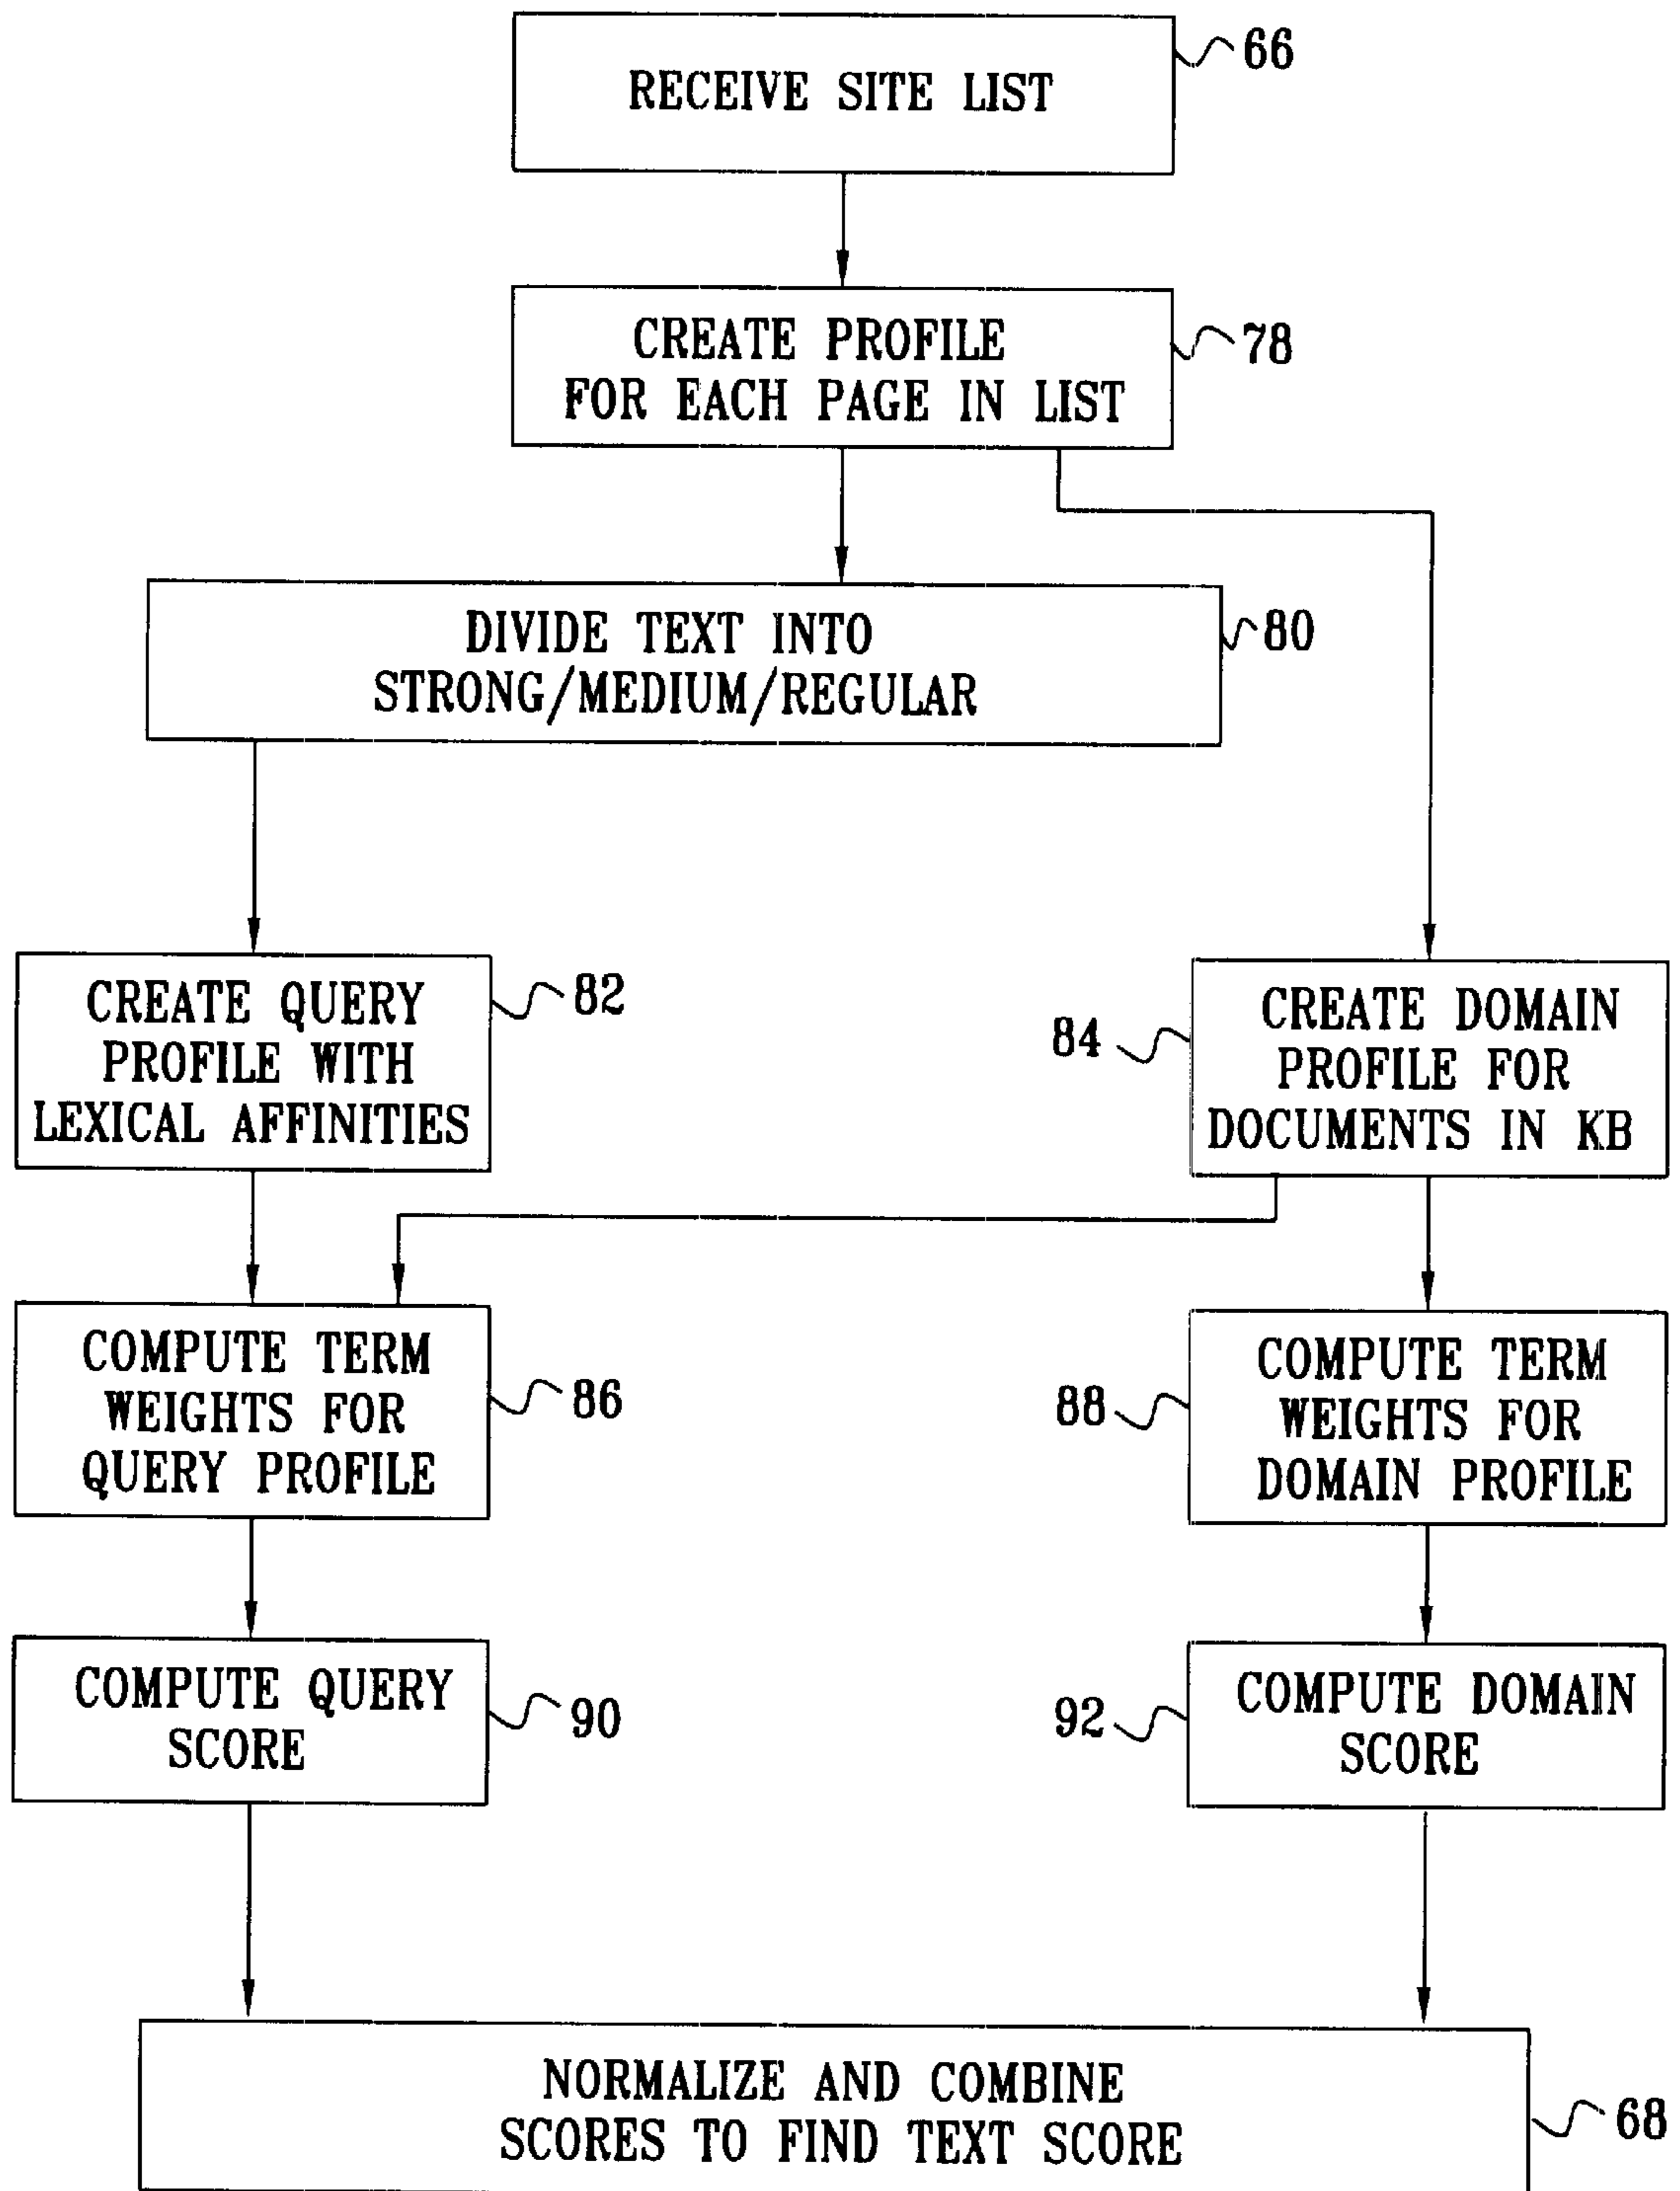 RECEIVE SITE LIST
66
CREATE PROFILE
FOR EACH PAGE IN LIST
78
DIVIDE TEXT INTO
STRONG/MEDIUM/REGULAR
80
CREATE QUERY
PROFILE WITH
LEXICAL AFFINITIES
82
84
CREATE DOMAIN
PROFILE FOR
DOCUMENTS IN KB
COMPUTE TERM
WEIGHTS FOR
QUERY PROFILE
86
88
COMPUTE TERM
WEIGHTS FOR
DOMAIN PROFILE
COMPUTE QUERY
SCORE
90
92
COMPUTE DOMAIN
SCORE
NORMALIZE AND COMBINE
SCORES TO FIND TEXT SCORE
68